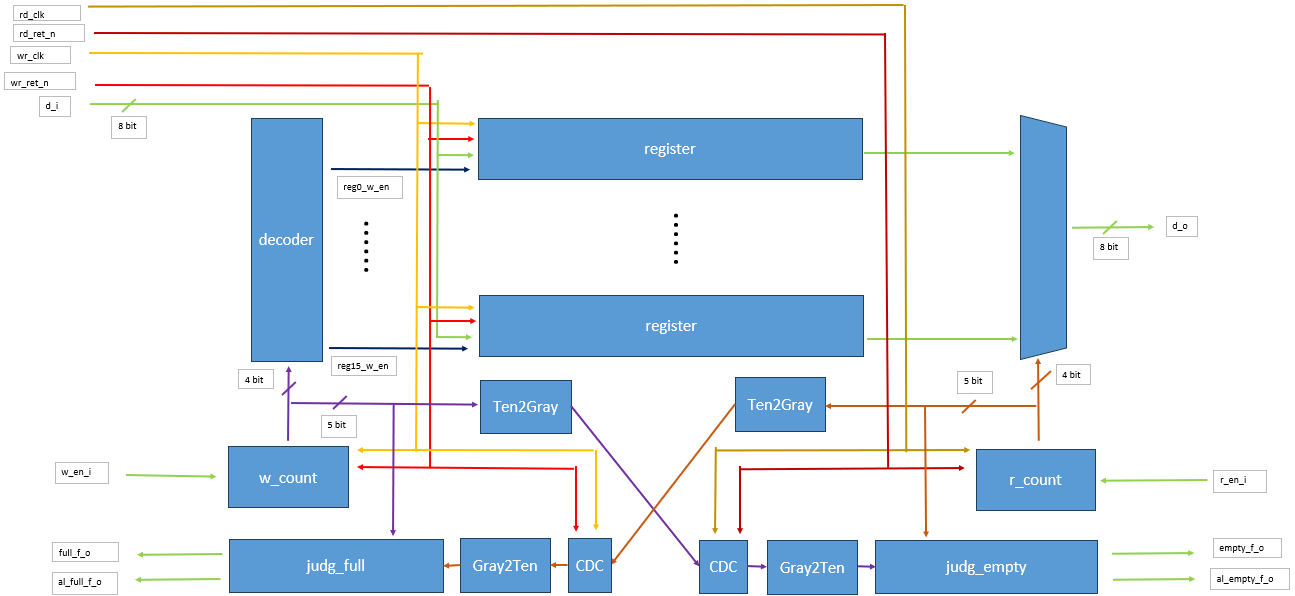 rd_clk
rd_ret_n
wr_clk
wr_ret_n
d_i
8 bit
register
reg0_w_en
decoder
d_o
8 bit
register
reg15_w_en
4 bit
5 bit
Ten2Gray
Ten2Gray
5 bit
4 bit
w_en_i
w_count
r_count
r_en_i
full_f_o
al_full_f_o
judg_full
Gray2Ten
CDC
CDC
Gray2Ten
judg_empty
empty_f_o
al_empty_f_o